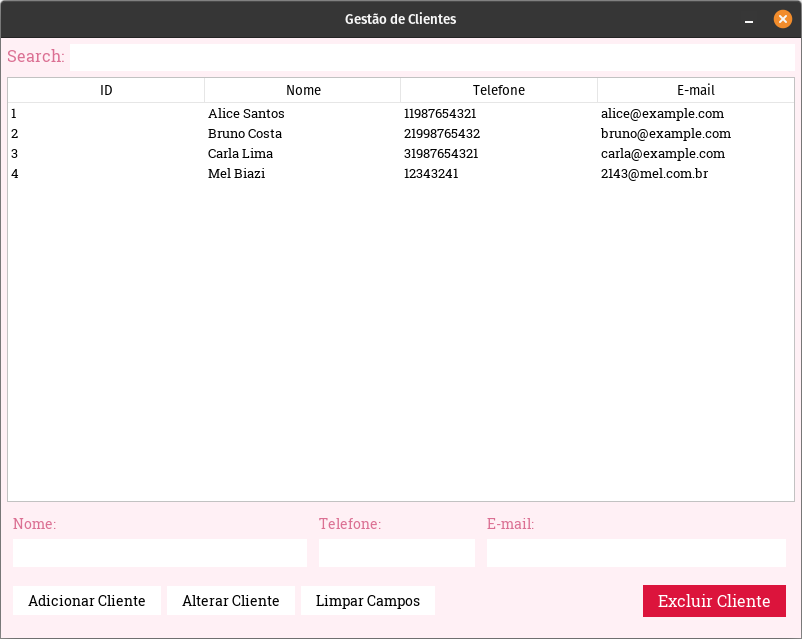 Gestão de Clientes
Search:
ID Nome Telefone E-mail
1 Alice Santos 11987654321 alice@example.com
2 Bruno Costa 21998765432 bruno@example.com
3 Carla Lima 31987654321 carla@example.com
4 Mel Biazi 12343241 2143@mel.com.br
Nome: Telefone: E-mail:
Adicionar Cliente Alterar Cliente Limpar Campos Excluir Cliente